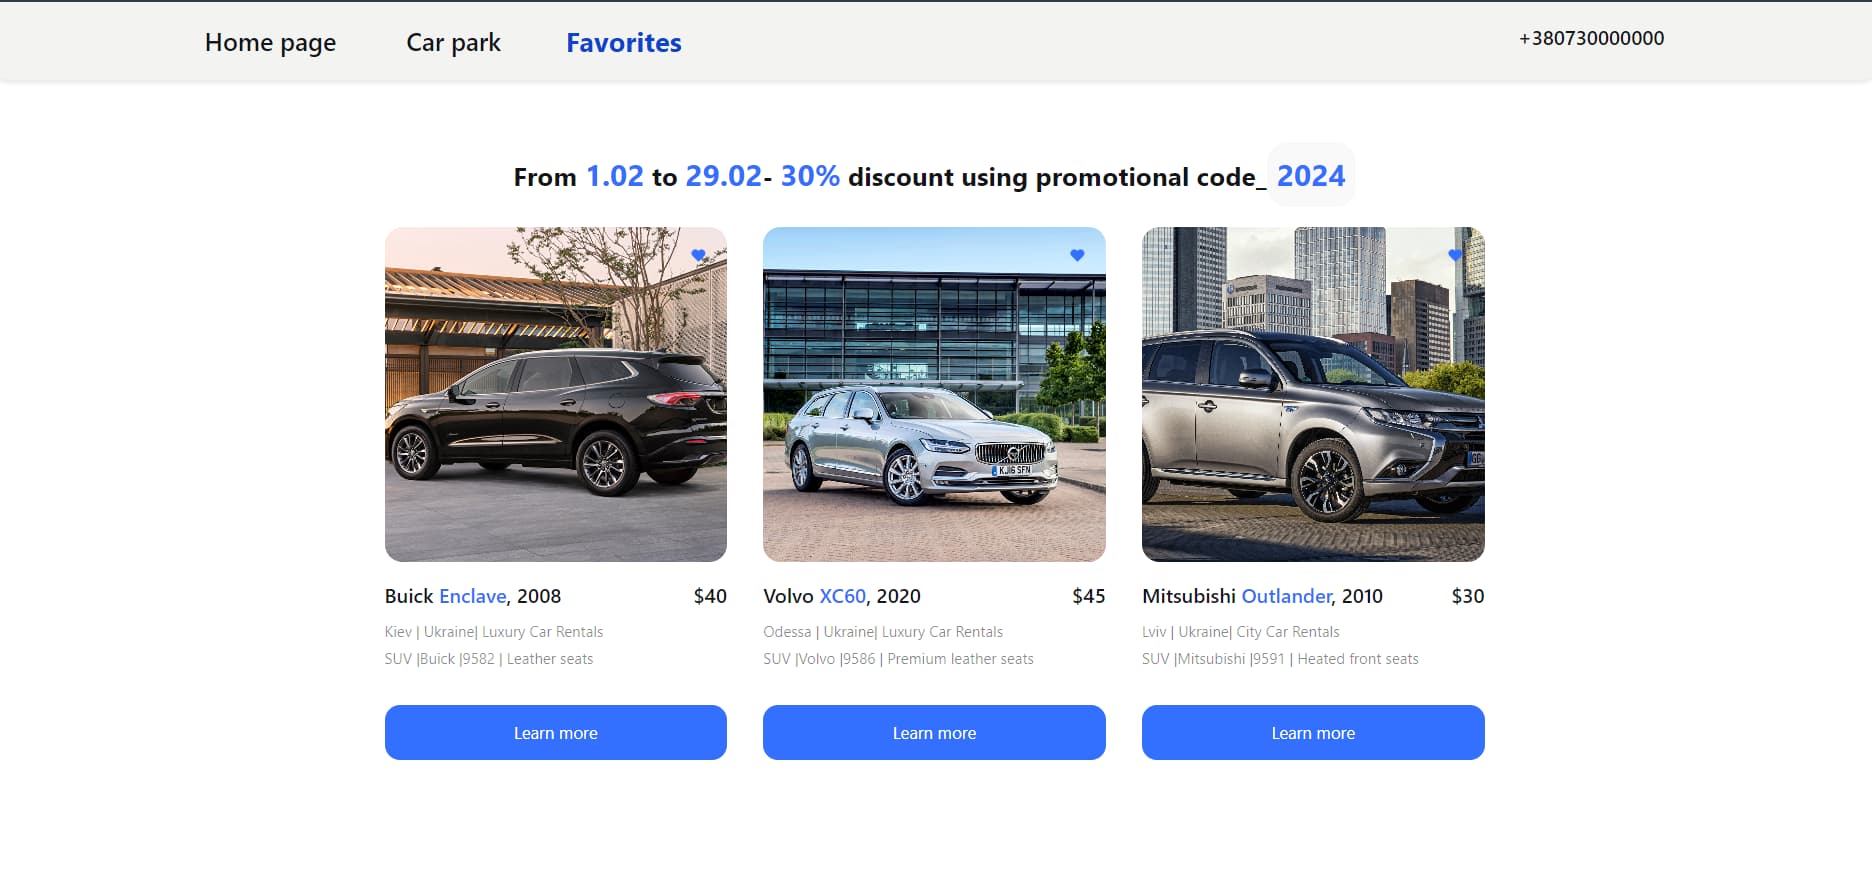 Home page Car park Favorites +380730000000
From 1.02 to 29.02- 30% discount using promotional code_ 2024
KJ16 SFN
Buick Enclave, 2008 $40
Kiev | Ukraine| Luxury Car Rentals
SUV |Buick |9582 | Leather seats
Learn more
Volvo XC60, 2020 $45
Odessa | Ukraine| Luxury Car Rentals
SUV |Volvo |9586 | Premium leather seats
Learn more
Mitsubishi Outlander, 2010 $30
Lviv | Ukraine| City Car Rentals
SUV |Mitsubishi |9591 | Heated front seats
Learn more